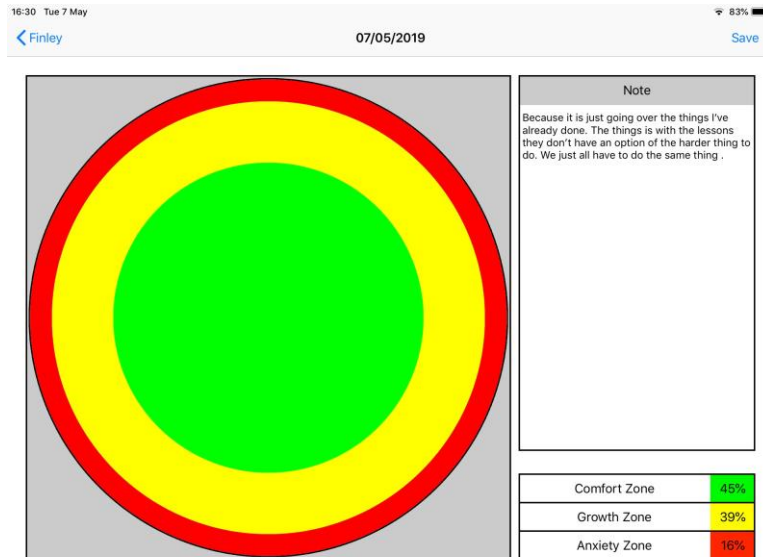 16:30 Tue 7 May
83%
Finley
07/05/2019
Save
Note
Because it is just going over the things I've
already done. The things is with the lessons
they don't have an option of the harder thing to
do. We just all have to do the same thing .
Comfort Zone 45%
Growth Zone 39%
Anxiety Zone 16%